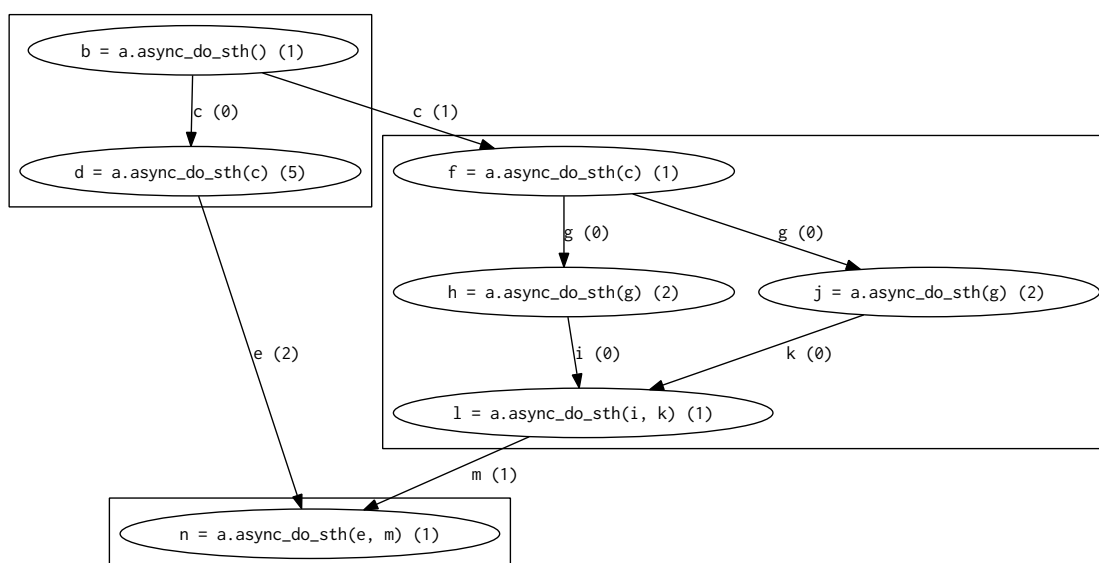 b = a.async_do_sth() (1)
c (0)
c (1)
d = a.async_do_sth(c) (5)
f = a.async_do_sth(c) (1)
g (0)
g (0)
h = a.async_do_sth(g) (2)
j = a.async_do_sth(g) (2)
e (2)
i (0)
k (0)
l = a.async_do_sth(i, k) (1)
m (1)
n = a.async_do_sth(e, m) (1)